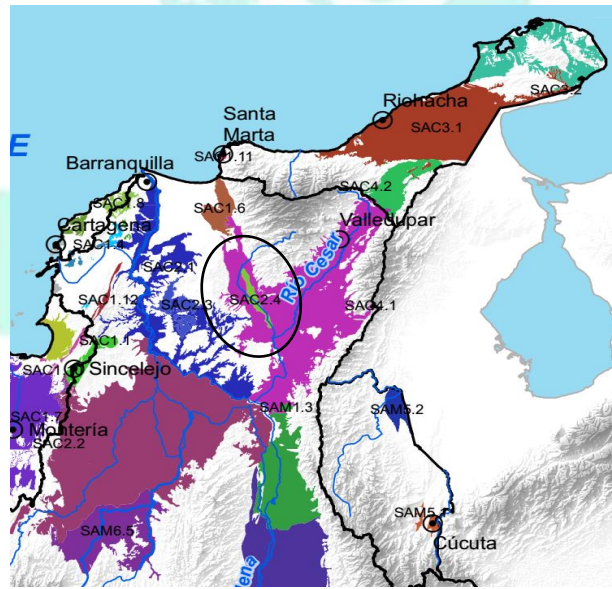 Riohacha
SAC3.2
SAC3.1
Santa
Marta
SAC1.11
E
Barranquilla
SAC4.2
SAC1.8
SAC1.6
Valledupar
Cartagena
SAC1.4
SAC2.1
Río Cesar
SAC1.12
SAC2.3
SAC2.4
SAC4.1
SAC1.1
SAC1
Sincelejo
SAM1.3
SAM5.2
SAC1.7
Montería
SAC2.2
SAM6.5
SAM5.1
Cúcuta